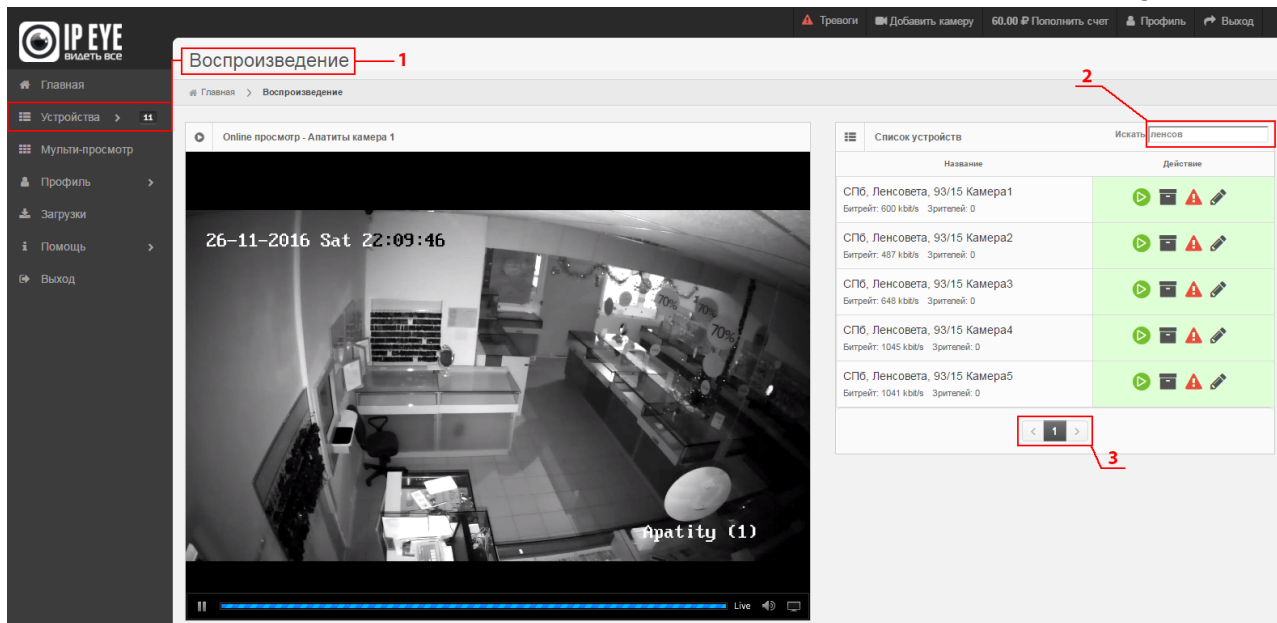 IP EYE
видеть все
Тревоги
Добавить камеру
60.00 ₽ Пополнить счет
Профиль
Выход
Воспроизведение
1
Главная > Воспроизведение
2
Главная
Устройства > 11
Мульти-просмотр
Профиль >
Загрузки
Помощь >
Выход
Online просмотр - Апатиты камера 1
26-11-2016 Sat 22:09:46
70%
70%
70%
Apatity (1)
Live
Список устройств
Искать ленсов
Название Действие
СПб, Ленсовета, 93/15 Камера1
Битрейт: 600 kbit/s Зрителей: 0
СПб, Ленсовета, 93/15 Камера2
Битрейт: 487 kbit/s Зрителей: 0
СПб, Ленсовета, 93/15 Камера3
Битрейт: 648 kbit/s Зрителей: 0
СПб, Ленсовета, 93/15 Камера4
Битрейт: 1045 kbit/s Зрителей: 0
СПб, Ленсовета, 93/15 Камера5
Битрейт: 1041 kbit/s Зрителей: 0
< 1 >
3